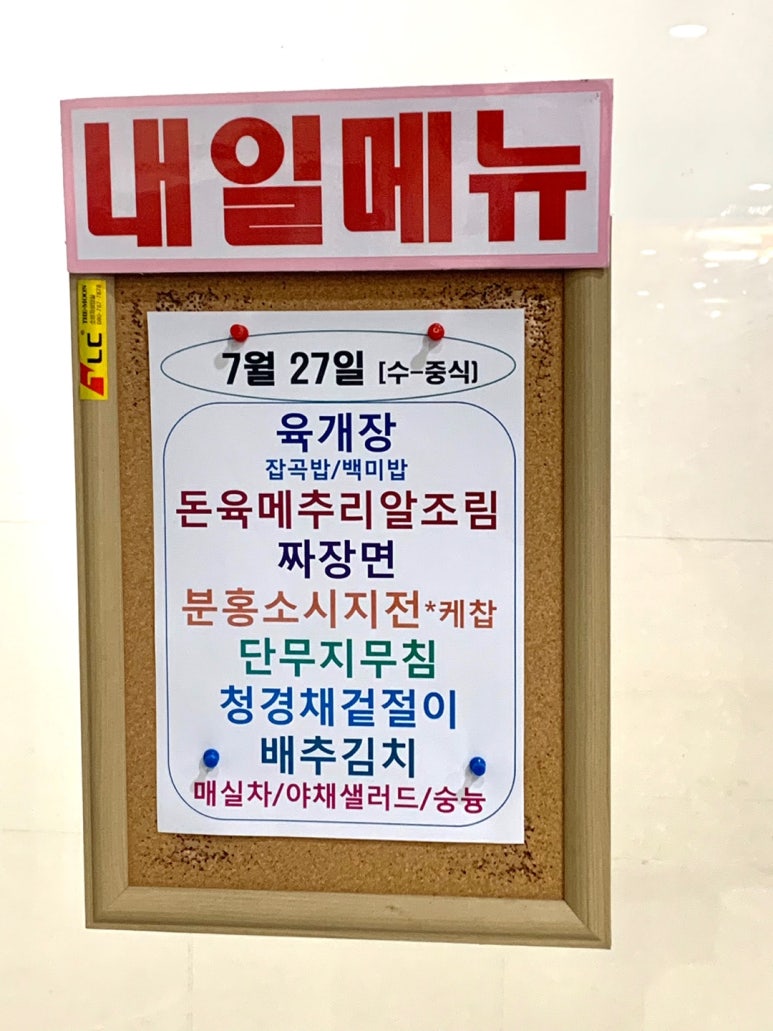 내일메뉴
7월 27일 [수-중식]
육개장
잡곡밥/백미밥
돈육메추리알조림
짜장면
분홍소시지전*케찹
단무지무침
청경채겉절이
배추김치
매실차/야채샐러드/숭늉